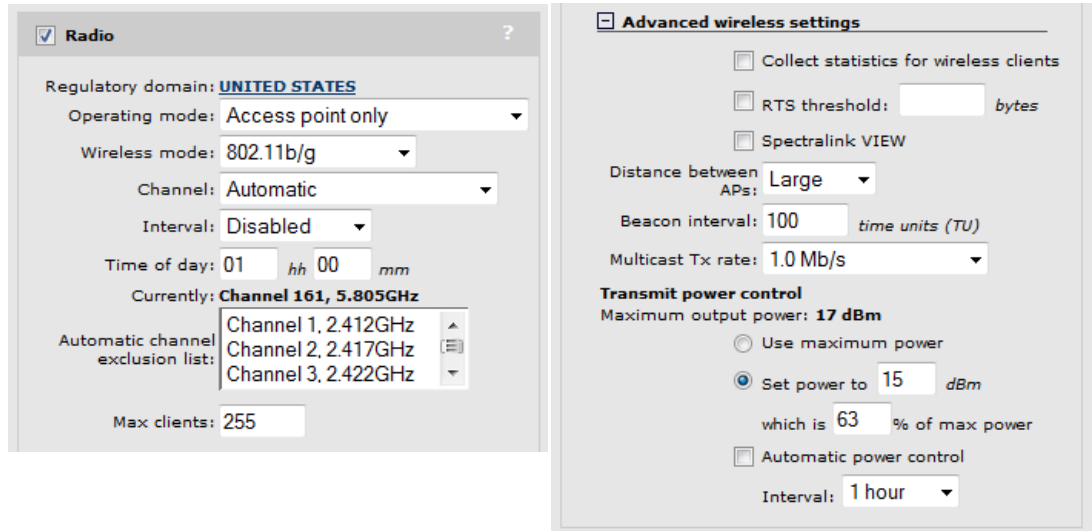 Radio
?
Regulatory domain: UNITED STATES
Operating mode: Access point only
Wireless mode: 802.11b/g
Channel: Automatic
Interval: Disabled
Time of day: 01 hh 00 mm
Currently: Channel 161, 5.805GHz
Automatic channel exclusion list:
Channel 1, 2.412GHz
Channel 2, 2.417GHz
Channel 3, 2.422GHz
Max clients: 255
Advanced wireless settings
Collect statistics for wireless clients
RTS threshold: bytes
Spectralink VIEW
Distance between APs: Large
Beacon interval: 100 time units (TU)
Multicast Tx rate: 1.0 Mb/s
Transmit power control
Maximum output power: 17 dBm
Use maximum power
Set power to 15 dBm
which is 63 % of max power
Automatic power control
Interval: 1 hour